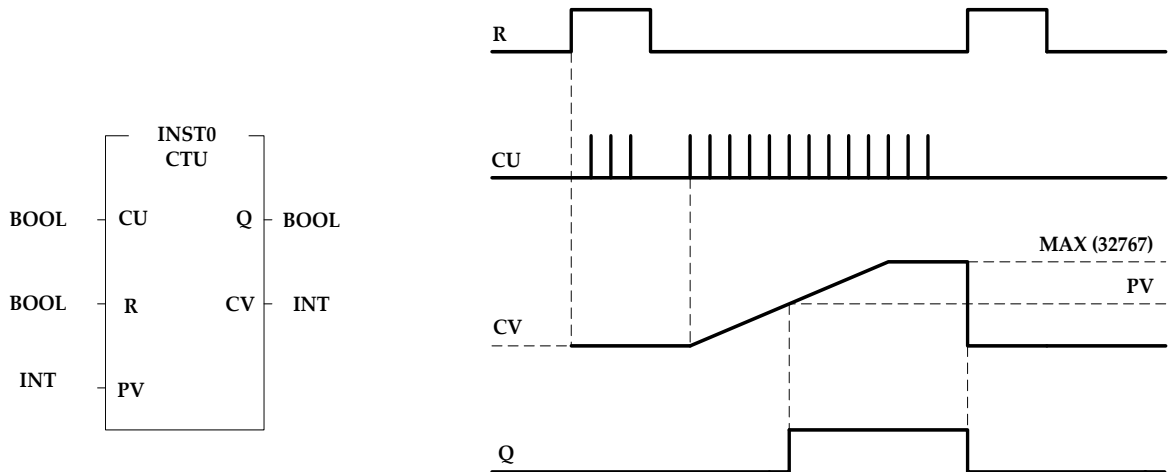 INST0
CTU
BOOL CU Q BOOL
BOOL R CV INT
INT PV
R
CU
MAX (32767)
PV
CV
Q